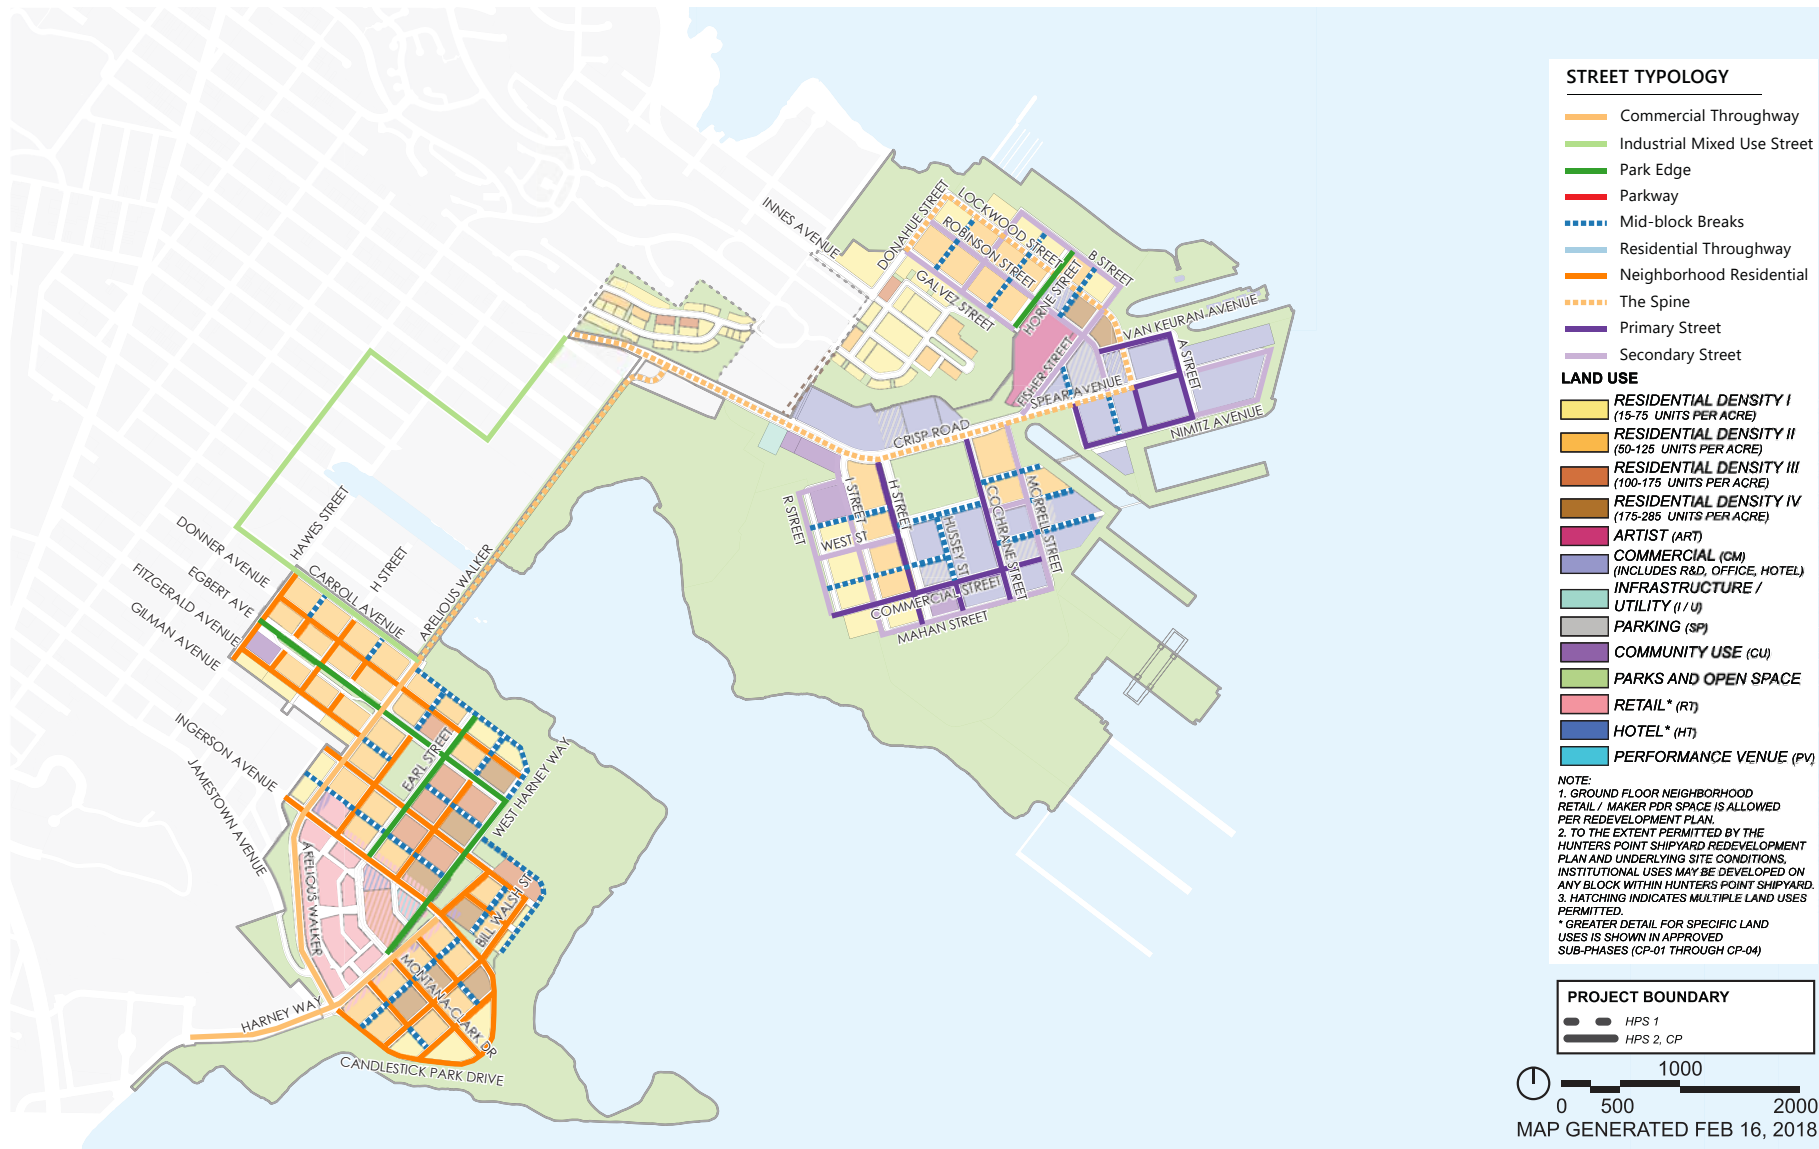 INNES AVENUE
DONAHUE STREET
LOCKWOOD STREET
ROBINSON STREET
GALVEZ STREET
HORNE STREET
B STREET
VAN KEURAN AVENUE
A STREET
FISHER STREET
SPEAR AVENUE
NIMITZ AVENUE
CRISP ROAD
R STREET
I STREET
H STREET
WEST ST
HUSSEY ST
COCHRANE STREET
MORRELL STREET
COMMERCIAL STREET
MAHAN STREET
HAWES STREET
H STREET
DONNER AVENUE
EGBERT AVE
FITZGERALD AVENUE
GILMAN AVENUE
CARROLL AVENUE
ARELIOUS WALKER
INGERSON AVENUE
JAMESTOWN AVENUE
EARL STREET
WEST HARNEY WAY
ARELIOUS WALKER
BILL WALSH ST
MONTANA CLARK DR
HARNEY WAY
CANDLESTICK PARK DRIVE
STREET TYPOLOGY
Commercial Throughway
Industrial Mixed Use Street
Park Edge
Parkway
Mid-block Breaks
Residential Throughway
Neighborhood Residential
The Spine
Primary Street
Secondary Street
LAND USE
RESIDENTIAL DENSITY I
(15-75 UNITS PER ACRE)
RESIDENTIAL DENSITY II
(50-125 UNITS PER ACRE)
RESIDENTIAL DENSITY III
(100-175 UNITS PER ACRE)
RESIDENTIAL DENSITY IV
(175-285 UNITS PER ACRE)
ARTIST (ART)
COMMERCIAL (CM)
(INCLUDES R&D, OFFICE, HOTEL)
INFRASTRUCTURE /
UTILITY (I / U)
PARKING (SP)
COMMUNITY USE (CU)
PARKS AND OPEN SPACE
RETAIL* (RT)
HOTEL* (HT)
PERFORMANCE VENUE (PV)
NOTE:
1. GROUND FLOOR NEIGHBORHOOD
RETAIL / MAKER PDR SPACE IS ALLOWED
PER REDEVELOPMENT PLAN.
2. TO THE EXTENT PERMITTED BY THE
HUNTERS POINT SHIPYARD REDEVELOPMENT
PLAN AND UNDERLYING SITE CONDITIONS,
INSTITUTIONAL USES MAY BE DEVELOPED ON
ANY BLOCK WITHIN HUNTERS POINT SHIPYARD.
3. HATCHING INDICATES MULTIPLE LAND USES
PERMITTED.
* GREATER DETAIL FOR SPECIFIC LAND
USES IS SHOWN IN APPROVED
SUB-PHASES (CP-01 THROUGH CP-04)
PROJECT BOUNDARY
HPS 1
HPS 2, CP
1000
0 500 2000
MAP GENERATED FEB 16, 2018